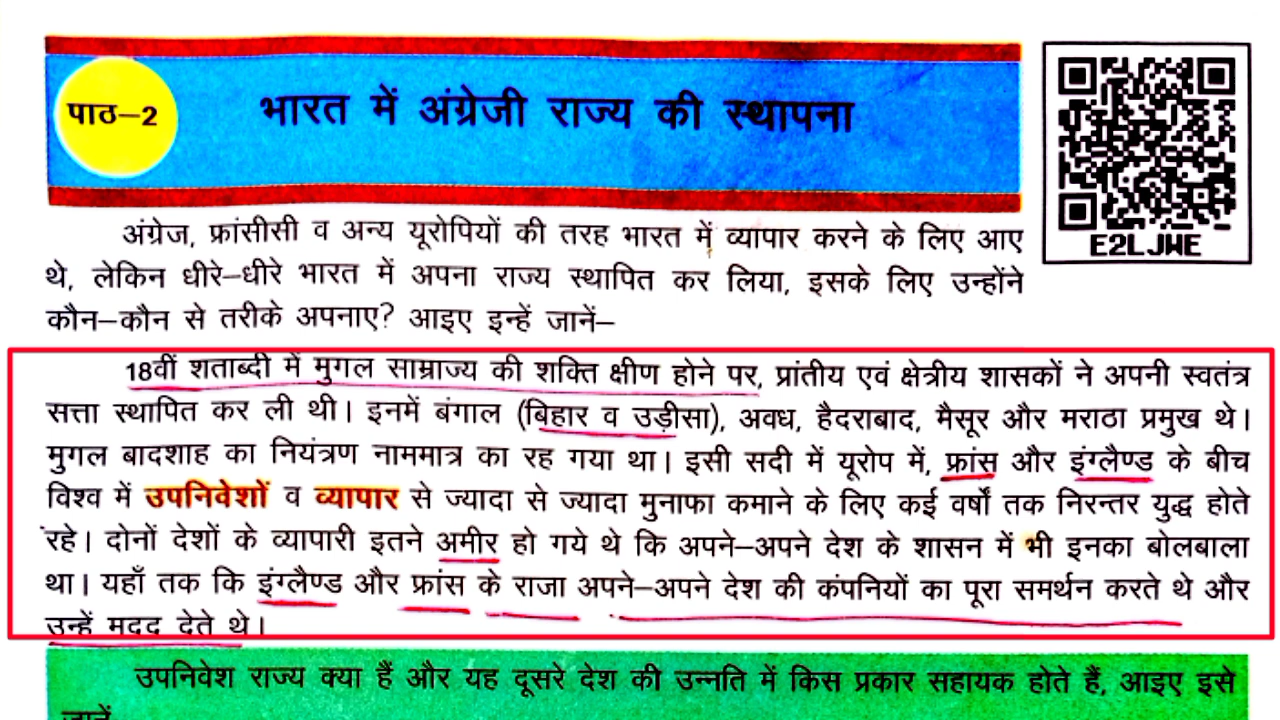 पाठ–2
भारत में अंग्रेजी राज्य की स्थापना
E2LJWE
अंग्रेज, फ्रांसीसी व अन्य यूरोपियों की तरह भारत में व्यापार करने के लिए आए
थे, लेकिन धीरे–धीरे भारत में अपना राज्य स्थापित कर लिया, इसके लिए उन्होंने
कौन–कौन से तरीके अपनाए? आइए इन्हें जानें–
18वीं शताब्दी में मुगल साम्राज्य की शक्ति क्षीण होने पर, प्रांतीय एवं क्षेत्रीय शासकों ने अपनी स्वतंत्र
सत्ता स्थापित कर ली थी। इनमें बंगाल (बिहार व उड़ीसा), अवध, हैदराबाद, मैसूर और मराठा प्रमुख थे।
मुगल बादशाह का नियंत्रण नाममात्र का रह गया था। इसी सदी में यूरोप में, फ्रांस और इंग्लैण्ड के बीच
विश्व में उपनिवेशों व व्यापार से ज्यादा से ज्यादा मुनाफा कमाने के लिए कई वर्षों तक निरन्तर युद्ध होते
रहे। दोनों देशों के व्यापारी इतने अमीर हो गये थे कि अपने–अपने देश के शासन में भी इनका बोलबाला
था। यहाँ तक कि इंग्लैण्ड और फ्रांस के राजा अपने–अपने देश की कंपनियों का पूरा समर्थन करते थे और
उन्हें मदद देते थे।
उपनिवेश राज्य क्या हैं और यह दूसरे देश की उन्नति में किस प्रकार सहायक होते हैं, आइए इसे
जानें